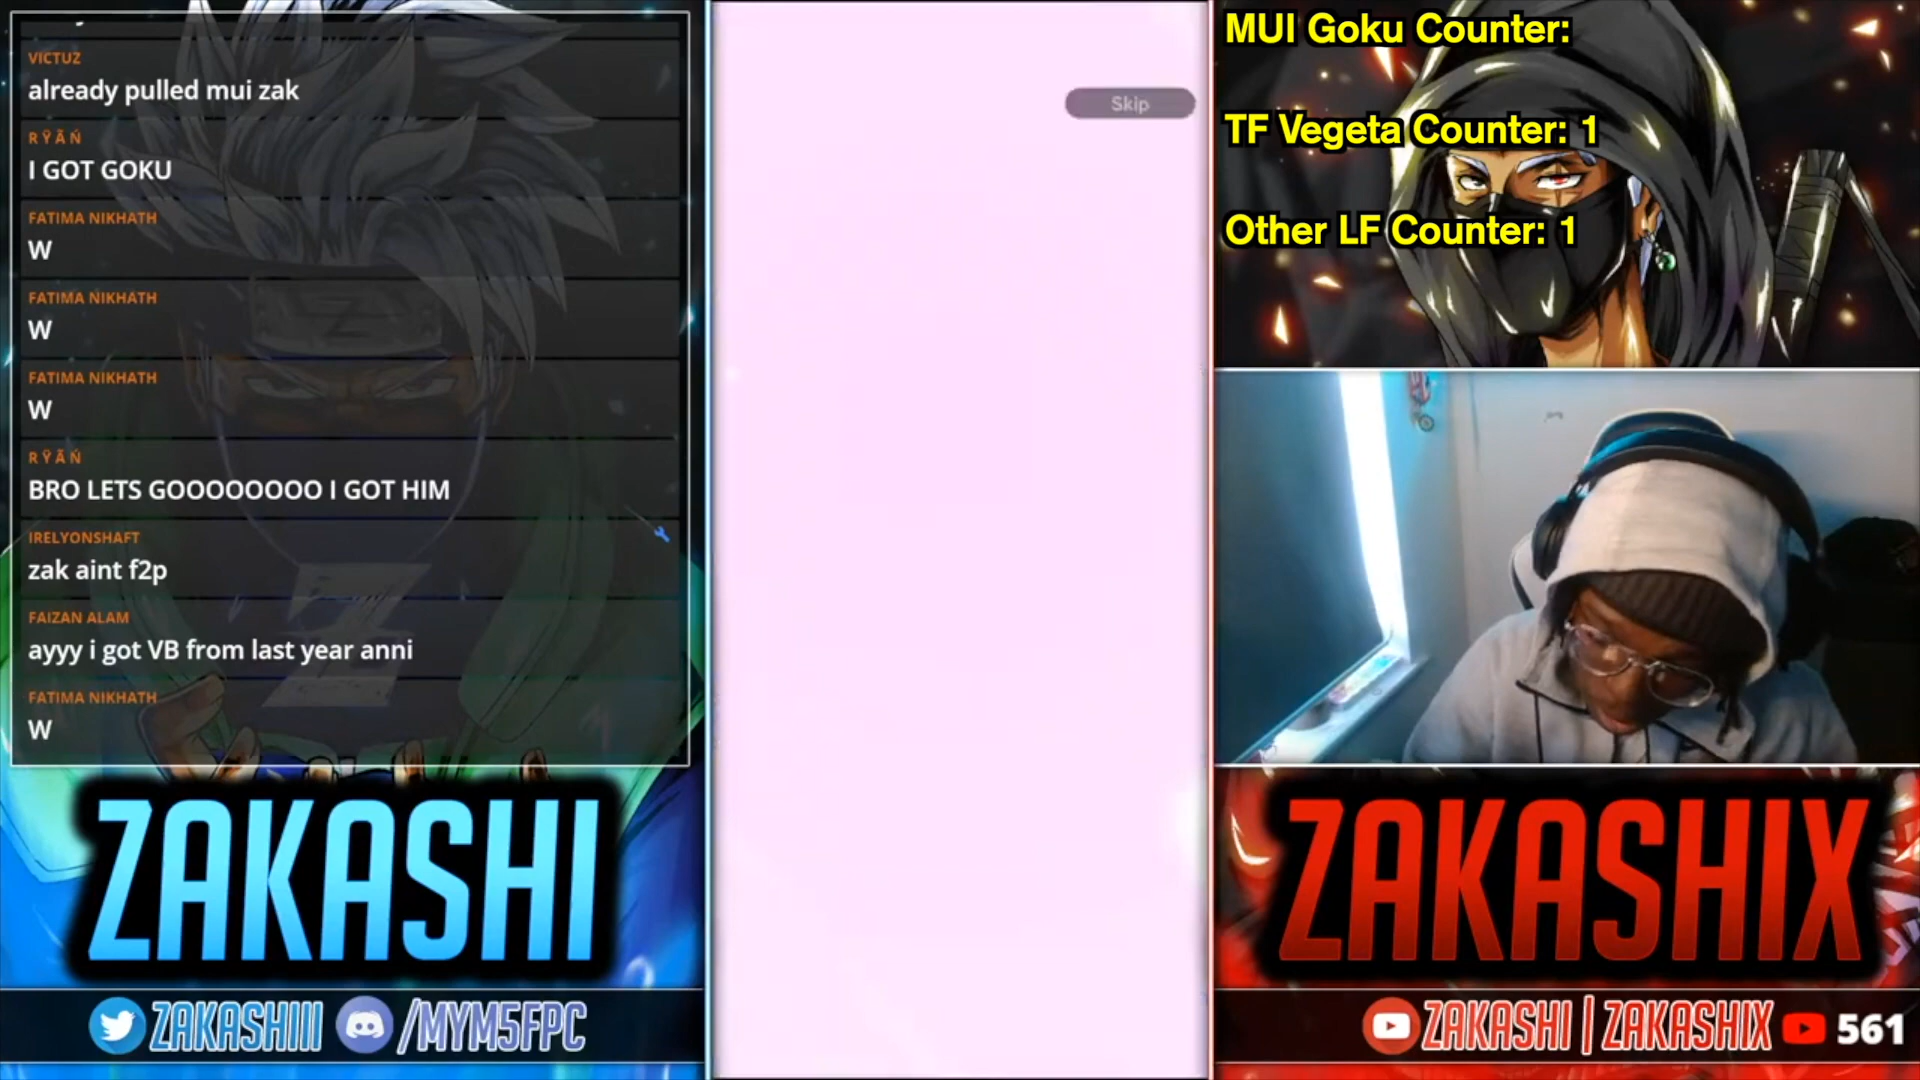 VICTUZ
already pulled mui zak
R Ÿ Ã Ń
I GOT GOKU
FATIMA NIKHATH
W
FATIMA NIKHATH
W
FATIMA NIKHATH
W
R Ÿ Ã Ń
BRO LETS GOOOOOOOO I GOT HIM
IRELYONSHAFT
zak aint f2p
FAIZAN ALAM
ayyy i got VB from last year anni
FATIMA NIKHATH
W
ZAKASHI
ZAKASHIII /MYM5FPC
Skip
MUI Goku Counter:
TF Vegeta Counter: 1
Other LF Counter: 1
ZAKASHIX
ZAKASHI | ZAKASHIX 561